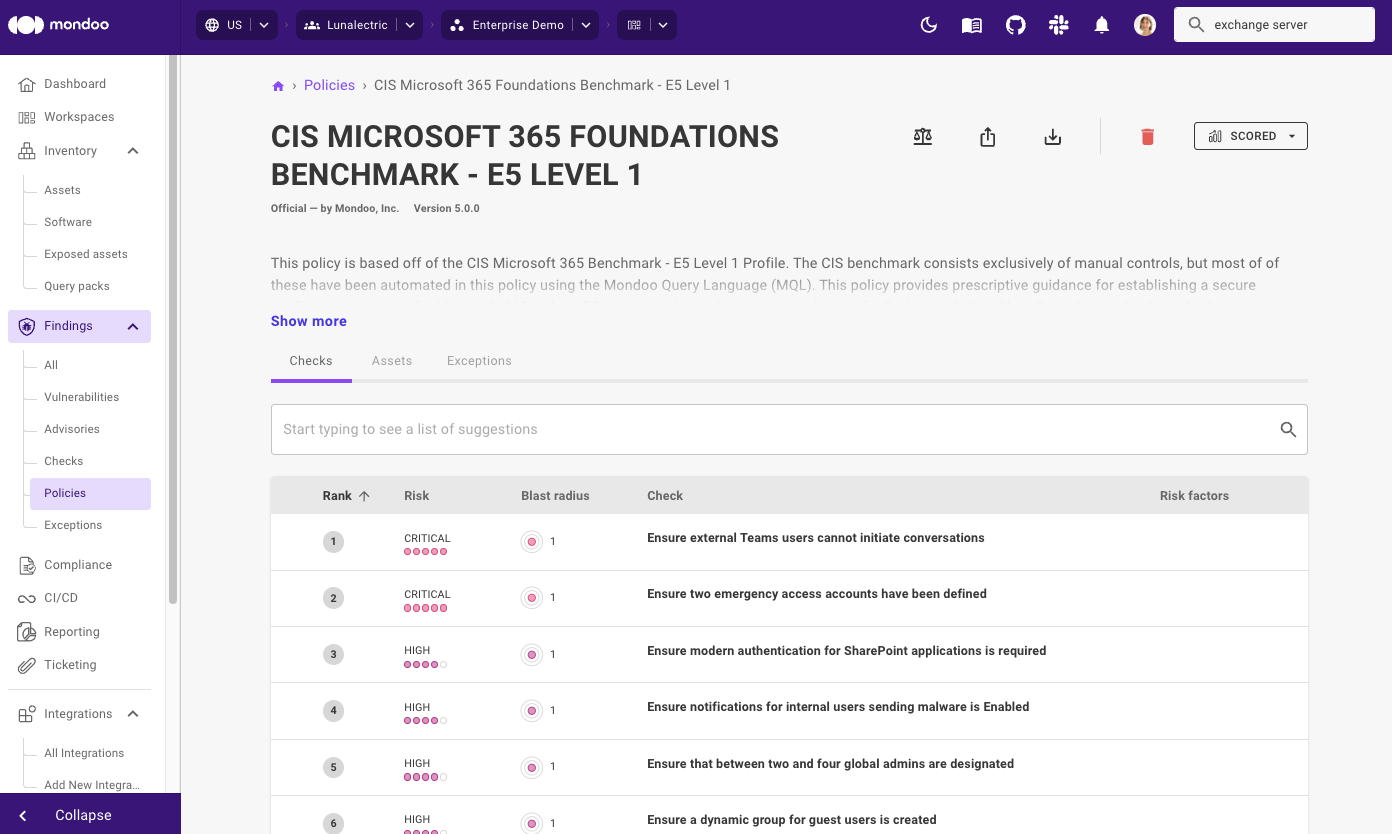 mondoo
US
Lunalectric
Enterprise Demo
exchange server
Dashboard
Workspaces
Inventory
Assets
Software
Exposed assets
Query packs
Findings
All
Vulnerabilities
Advisories
Checks
Policies
Exceptions
Compliance
CI/CD
Reporting
Ticketing
Integrations
All Integrations
Add New Integra...
Collapse
› Policies › CIS Microsoft 365 Foundations Benchmark - E5 Level 1
CIS MICROSOFT 365 FOUNDATIONS
BENCHMARK - E5 LEVEL 1
SCORED
Official — by Mondoo, Inc. Version 5.0.0
This policy is based off of the CIS Microsoft 365 Benchmark - E5 Level 1 Profile. The CIS benchmark consists exclusively of manual controls, but most of of
these have been automated in this policy using the Mondoo Query Language (MQL). This policy provides prescriptive guidance for establishing a secure
Show more
Checks Assets Exceptions
Start typing to see a list of suggestions
Rank Risk Blast radius Check Risk factors
1 CRITICAL 1 Ensure external Teams users cannot initiate conversations
2 CRITICAL 1 Ensure two emergency access accounts have been defined
3 HIGH 1 Ensure modern authentication for SharePoint applications is required
4 HIGH 1 Ensure notifications for internal users sending malware is Enabled
5 HIGH 1 Ensure that between two and four global admins are designated
6 HIGH 1 Ensure a dynamic group for guest users is created